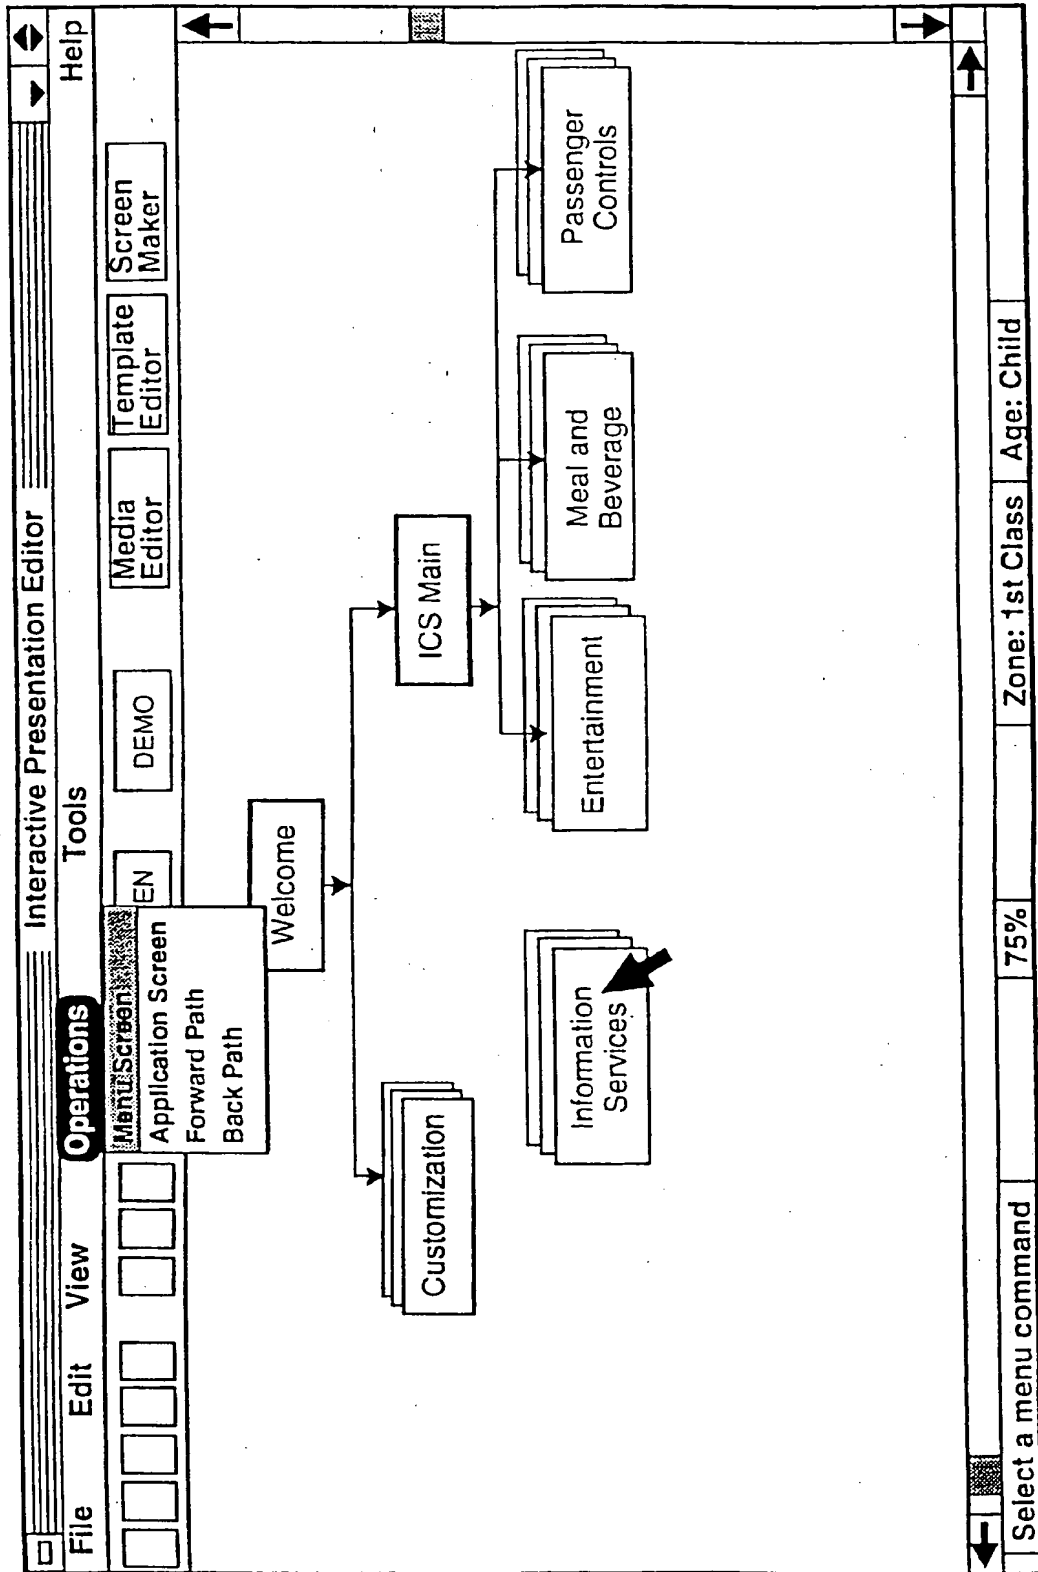 Interactive Presentation Editor
File Edit View Operations Tools Help
Menu Screen
Application Screen
Forward Path
Back Path
EN
DEMO
Media
Editor
Template
Editor
Screen
Maker
Welcome
Customization
ICS Main
Information
Services
Entertainment
Meal and
Beverage
Passenger
Controls
Select a menu command 75% Zone: 1st Class Age: Child